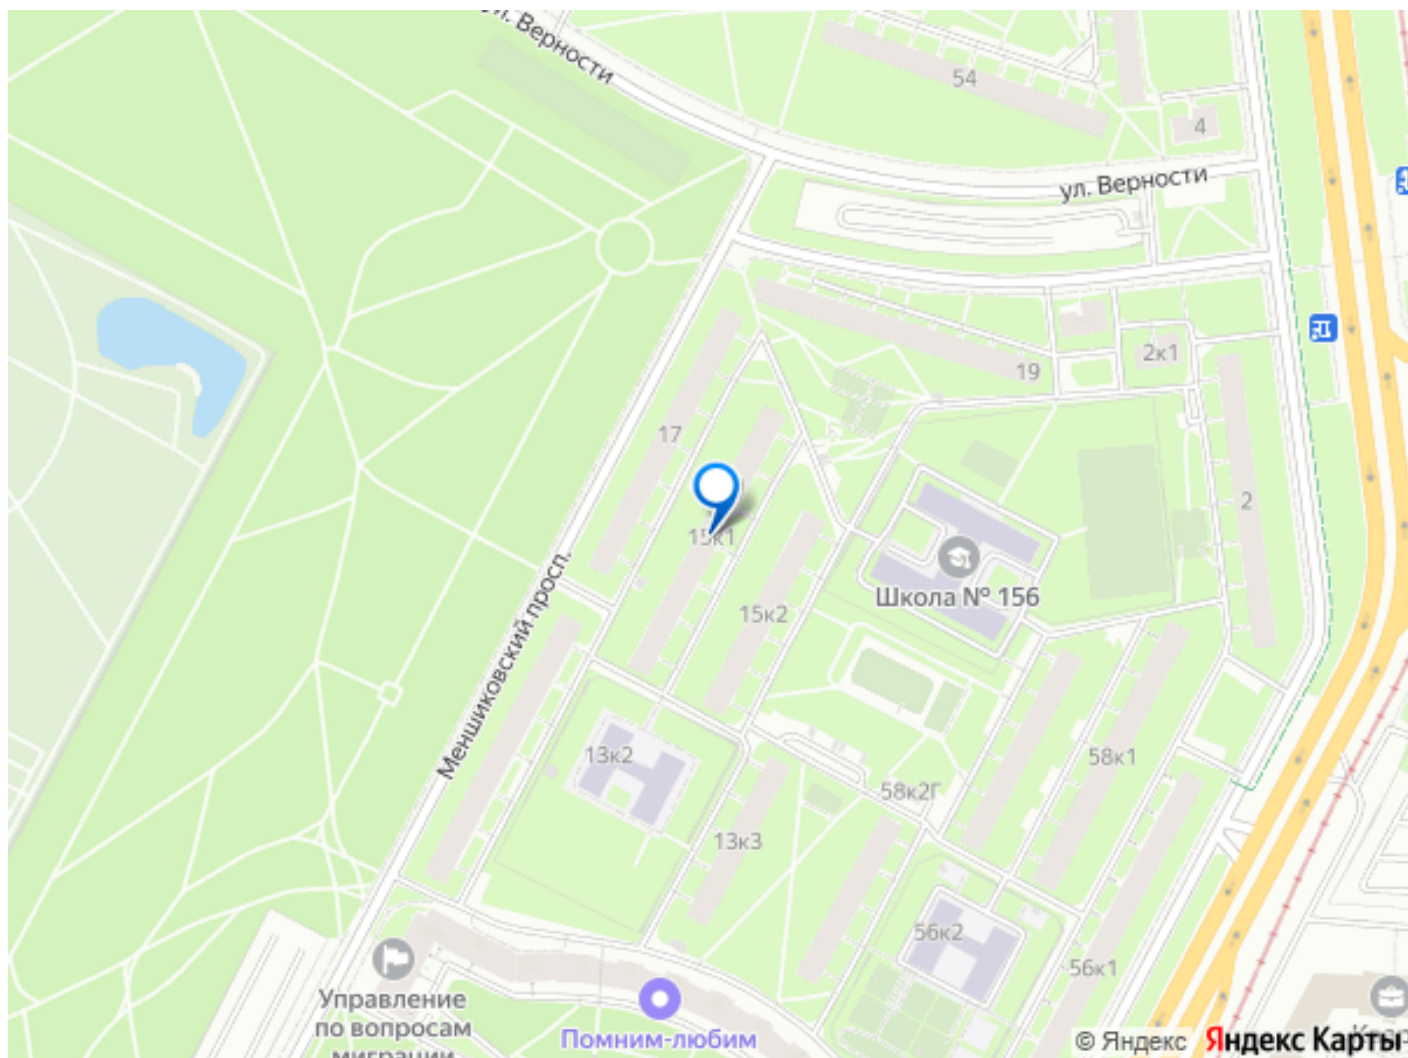 ул. Верности
54
4
ул. Верности
2к1
19
17
2
15к1
Школа № 156
15к2
Меншиковский просп.
13к2
58к1
58к2Г
13к3
56к2
56к1
Управление
по вопросам
миграции
Помним-любим
© Яндекс Яндекс Карты